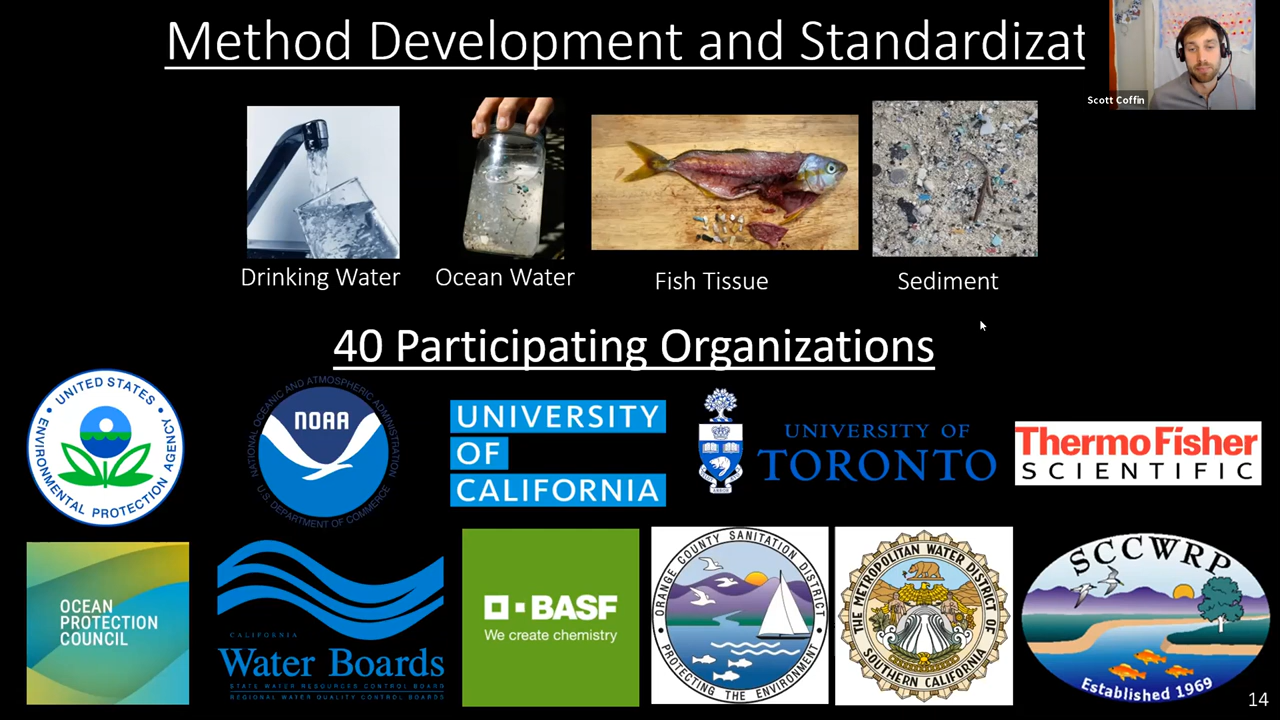 Method Development and Standardizat
Scott Coffin
Drinking Water
Ocean Water
Fish Tissue
Sediment
40 Participating Organizations
UNITED STATES
ENVIRONMENTAL PROTECTION AGENCY
NATIONAL OCEANIC AND ATMOSPHERIC ADMINISTRATION
NOAA
U.S. DEPARTMENT OF COMMERCE
UNIVERSITY
OF
CALIFORNIA
UNIVERSITY OF
TORONTO
ThermoFisher
SCIENTIFIC
OCEAN
PROTECTION
COUNCIL
CALIFORNIA
Water Boards
STATE WATER RESOURCES CONTROL BOARD
REGIONAL WATER QUALITY CONTROL BOARDS
BASF
We create chemistry
ORANGE COUNTY SANITATION DISTRICT
PROTECTING THE ENVIRONMENT
THE METROPOLITAN WATER DISTRICT OF
SOUTHERN CALIFORNIA
SCCWRP
Established 1969
14